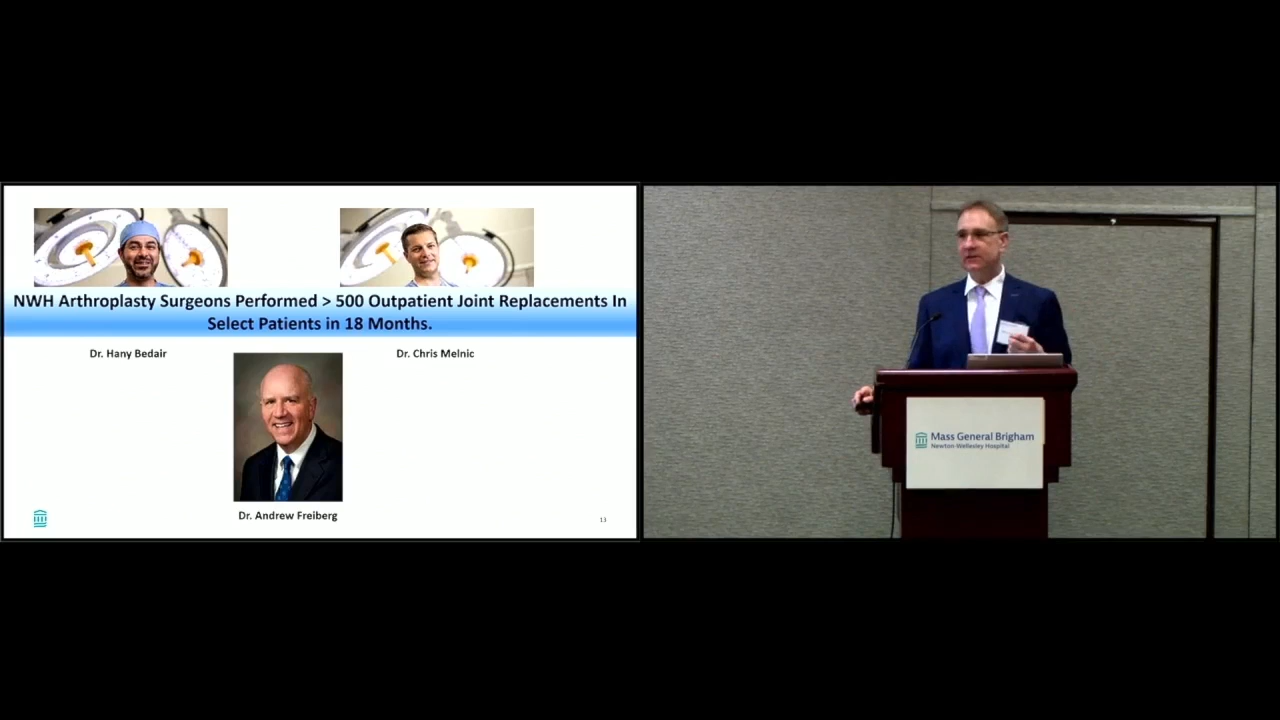 NWH Arthroplasty Surgeons Performed > 500 Outpatient Joint Replacements In
Select Patients in 18 Months.
Dr. Hany Bedair
Dr. Chris Melnic
Dr. Andrew Freiberg
13
Mass General Brigham
Newton-Wellesley Hospital